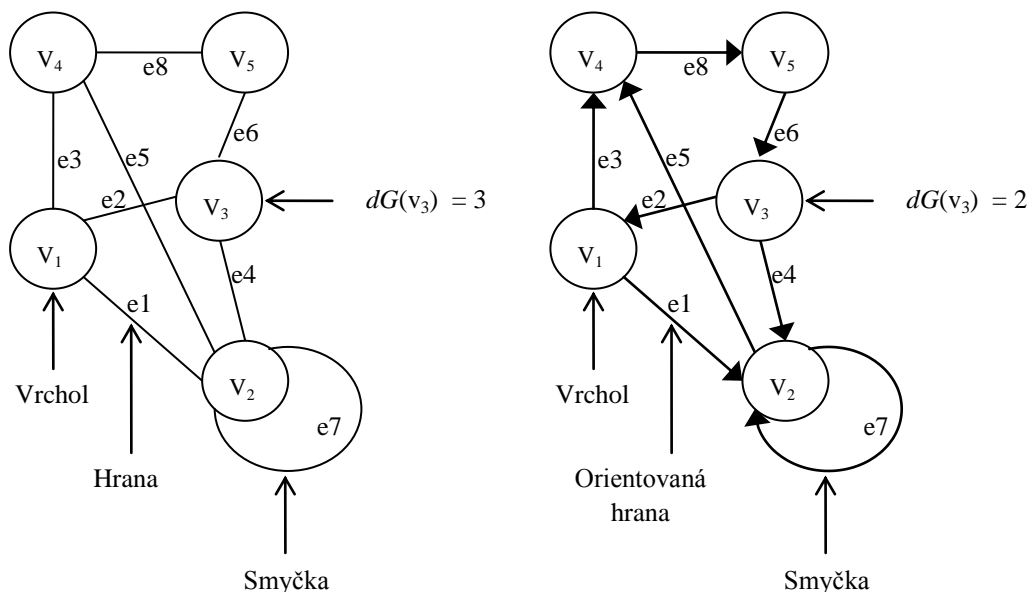 V₄
e8
V₅
e3
e5
e6
e2
V₃
dG(v₃) = 3
V₁
e4
e1
Vrchol
V₂
e7
Hrana
Smyčka
V₄
e8
V₅
e3
e5
e6
e2
V₃
dG(v₃) = 2
V₁
e4
e1
Vrchol
V₂
e7
Orientovaná
hrana
Smyčka